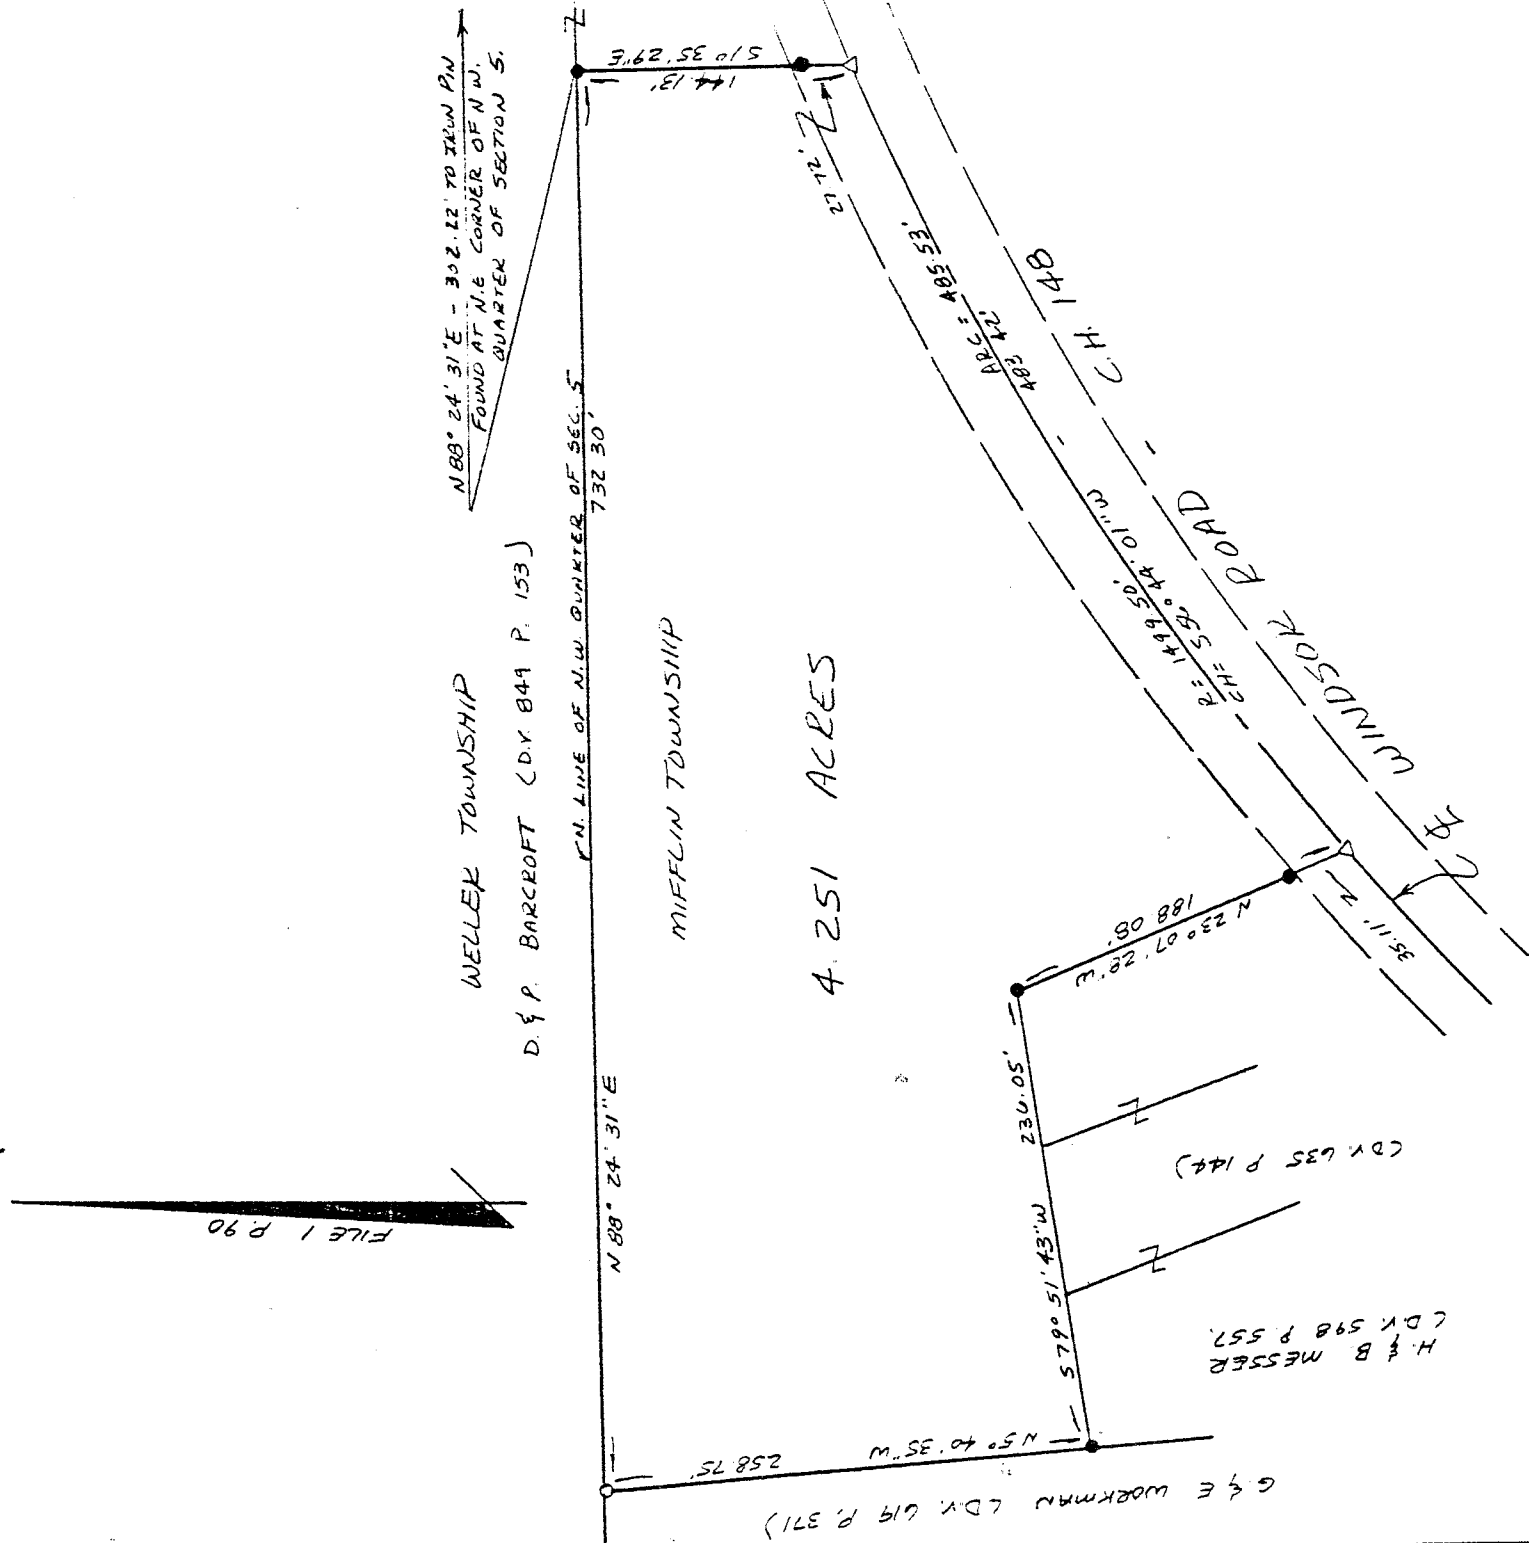 N 88° 24' 31" E - 302.22' TO IRON PIN
FOUND AT N.E. CORNER OF N.W.
QUARTER OF SECTION 5.
WELLER TOWNSHIP
D. & P. BARCROFT (D.V. 849 P. 153)
N. LINE OF N.W. QUARTER OF SEC. 5
732 30'
N 88° 24' 31" E
S 1° 35' 29" E
144.13'
27.72'
MIFFLIN TOWNSHIP
4.251 ACRES
ARC = 485.53'
483 42'
R = 1499.50'
CH = S 56° 44' 01" W
C.H. 148 - WINDSOR ROAD
℄
35.11'
N 23° 07' 28" W
188 08'
236.05'
S 79° 51' 43" W
(D.V. 635 P 144)
H. & B MESSER
(D.V. 598 P. 557.
N 5° 40' 35" W
258.75'
G & E WORKMAN (D.V. 619 P. 371)
FILE 1 P. 90